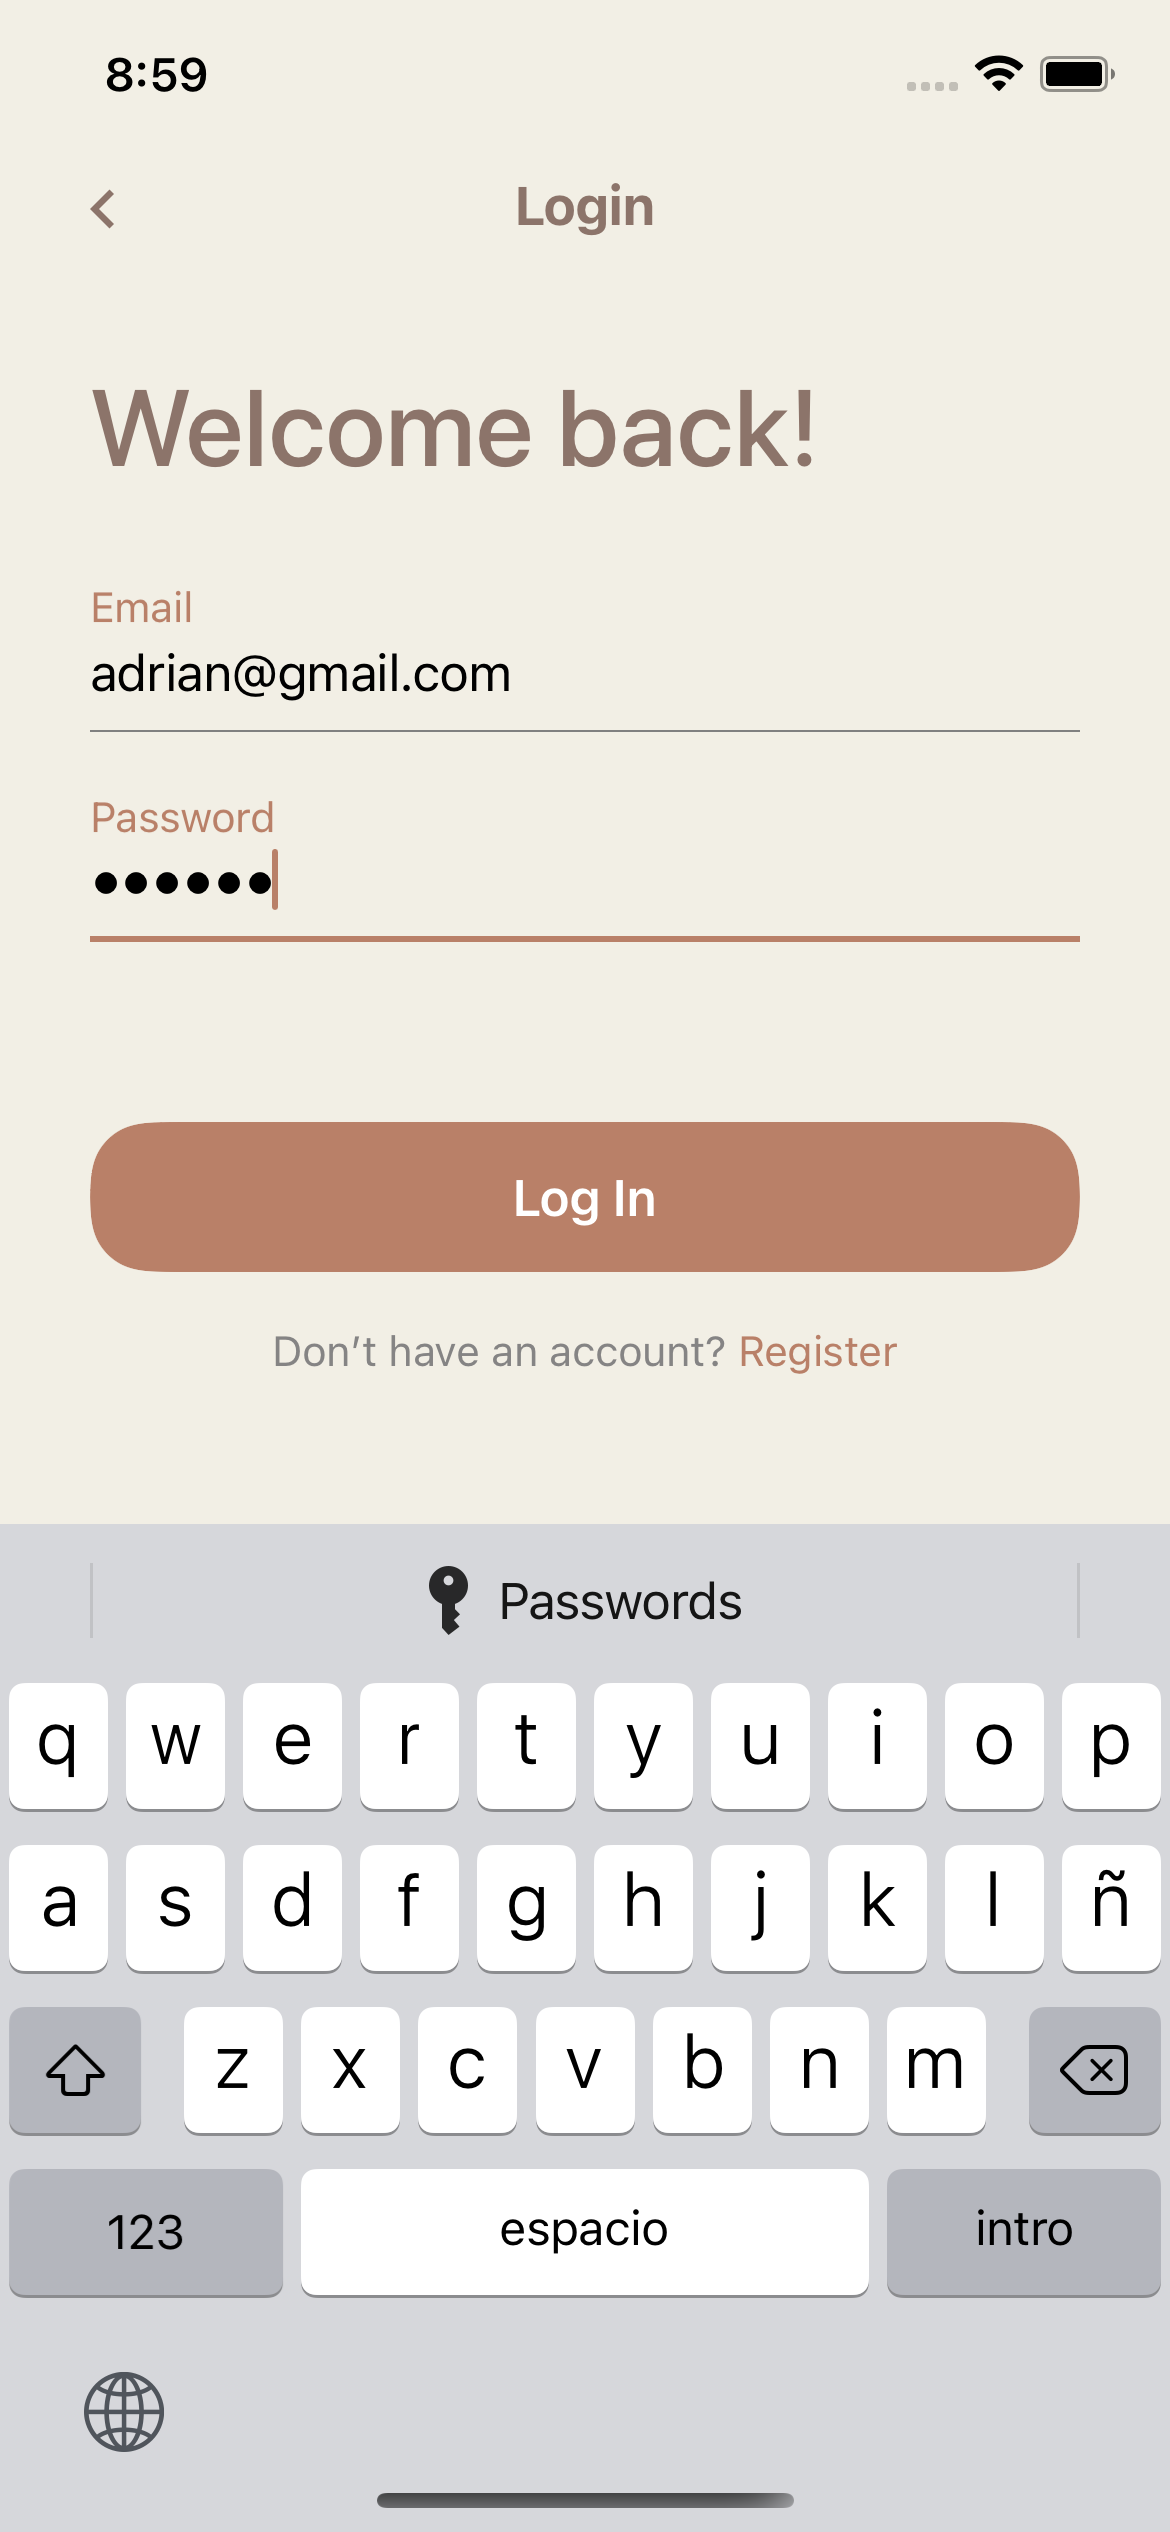 8:59
Login
Welcome back!
Email
adrian@gmail.com
Password
••••••
Log In
Don’t have an account? Register
Passwords
q w e r t y u i o p
a s d f g h j k l ñ
z x c v b n m
123 espacio intro